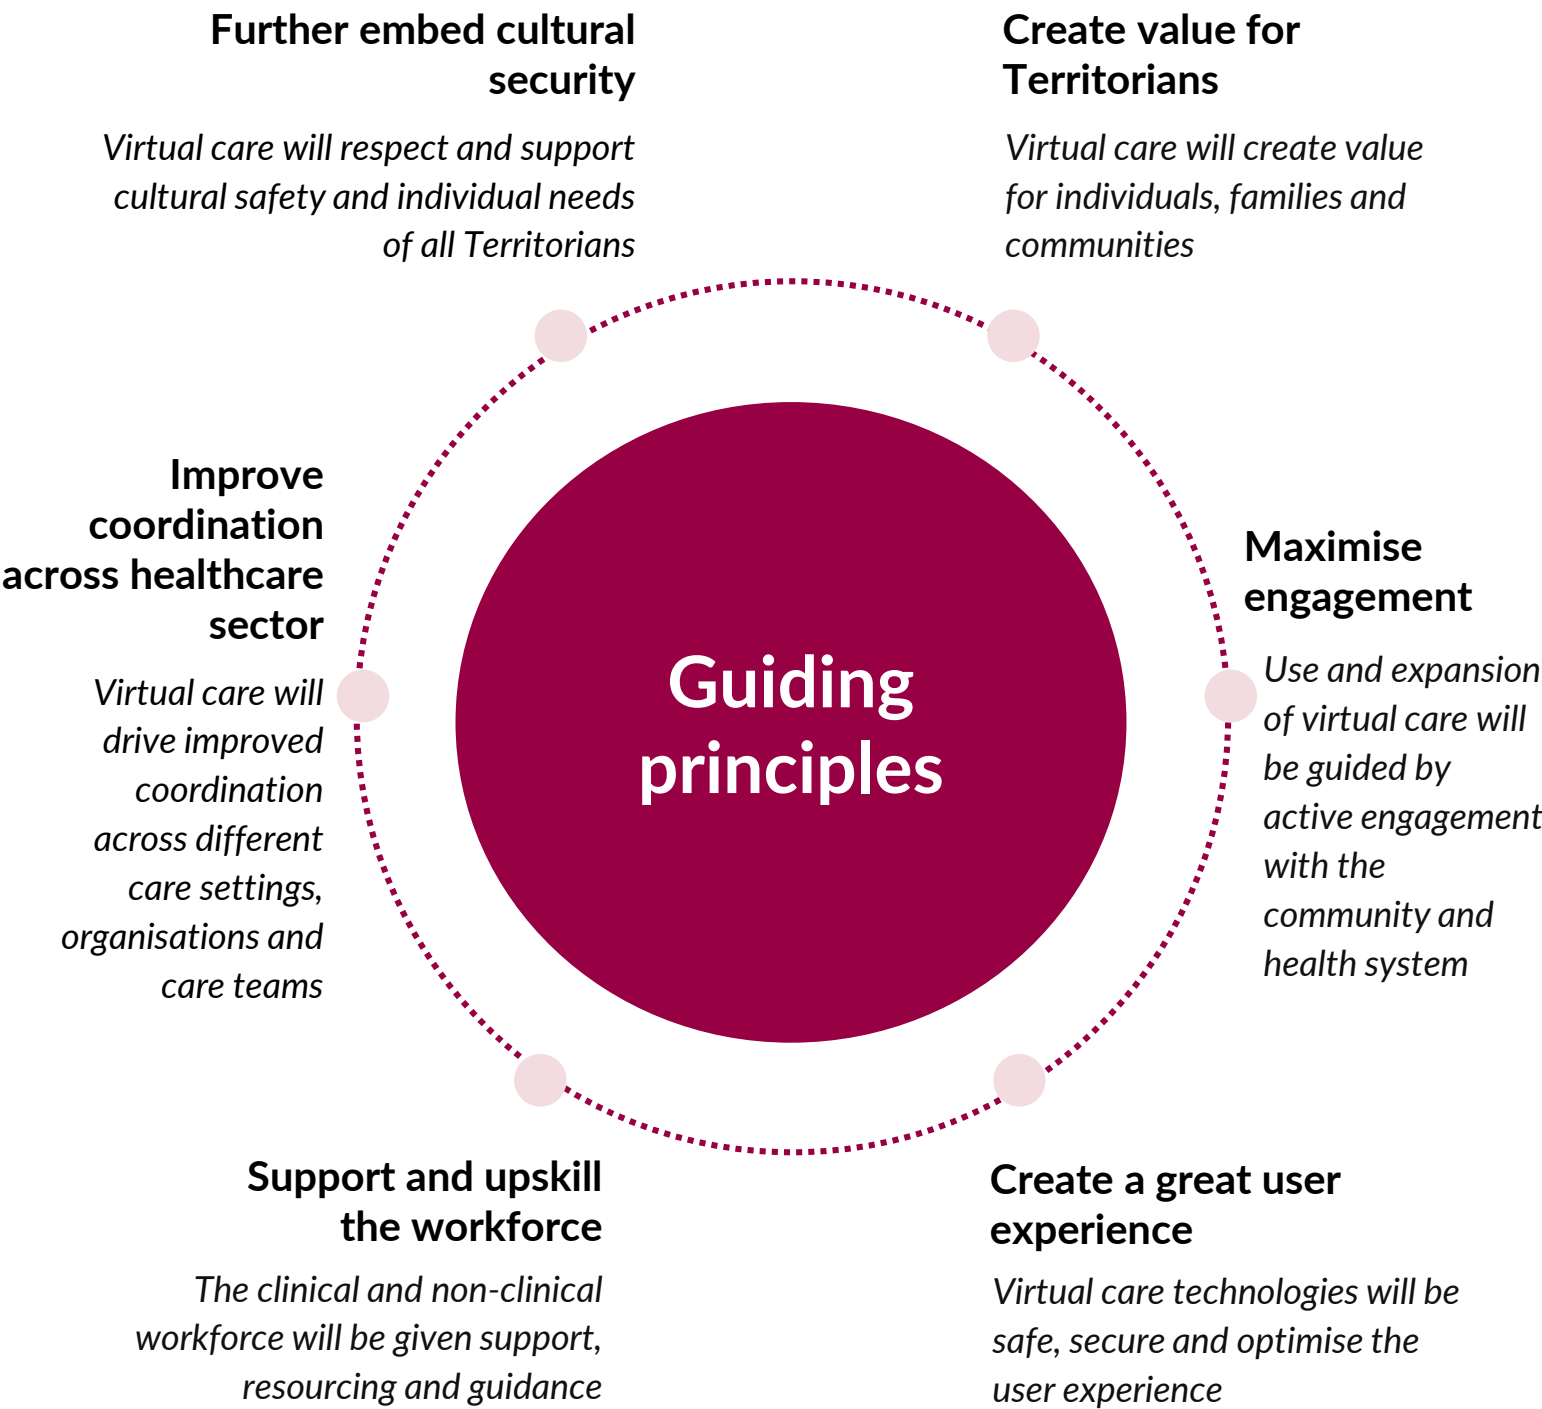 Further embed cultural
security
Virtual care will respect and support
cultural safety and individual needs
of all Territorians
Create value for
Territorians
Virtual care will create value
for individuals, families and
communities
Improve
coordination
across healthcare
sector
Virtual care will
drive improved
coordination
across different
care settings,
organisations and
care teams
Guiding
principles
Maximise
engagement
Use and expansion
of virtual care will
be guided by
active engagement
with the
community and
health system
Support and upskill
the workforce
The clinical and non-clinical
workforce will be given support,
resourcing and guidance
Create a great user
experience
Virtual care technologies will be
safe, secure and optimise the
user experience